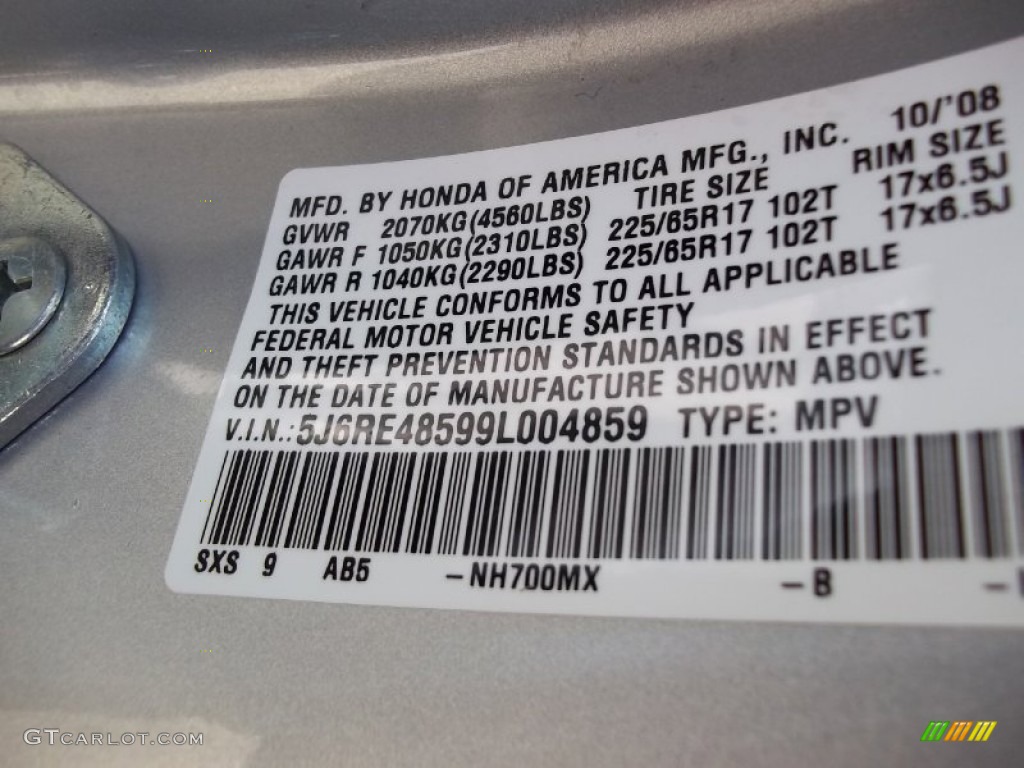 MFD. BY HONDA OF AMERICA MFG., INC. 10/'08
GVWR 2070KG(4560LBS) TIRE SIZE RIM SIZE
GAWR F 1050KG(2310LBS) 225/65R17 102T 17x6.5J
GAWR R 1040KG(2290LBS) 225/65R17 102T 17x6.5J
THIS VEHICLE CONFORMS TO ALL APPLICABLE
FEDERAL MOTOR VEHICLE SAFETY
AND THEFT PREVENTION STANDARDS IN EFFECT
ON THE DATE OF MANUFACTURE SHOWN ABOVE.
V.I.N.:5J6RE48599L004859 TYPE: MPV
SXS 9 AB5 -NH700MX -B -
GTCARLOT.COM